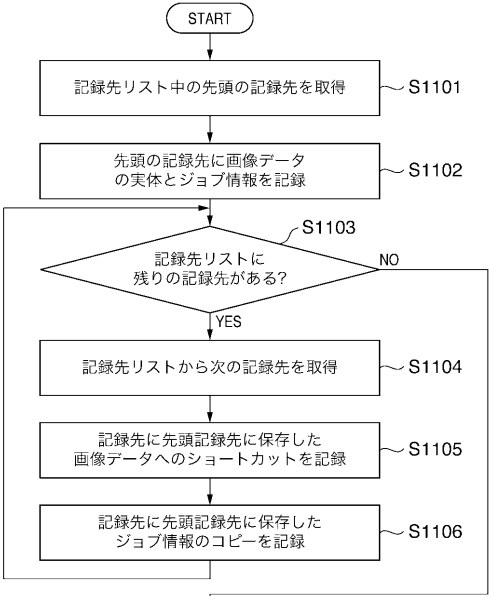 START
記録先リスト中の先頭の記録先を取得
S1101
先頭の記録先に画像データ
の実体とジョブ情報を記録
S1102
S1103
記録先リストに
残りの記録先がある?
NO
YES
記録先リストから次の記録先を取得
S1104
記録先に先頭記録先に保存した
画像データへのショートカットを記録
S1105
記録先に先頭記録先に保存した
ジョブ情報のコピーを記録
S1106